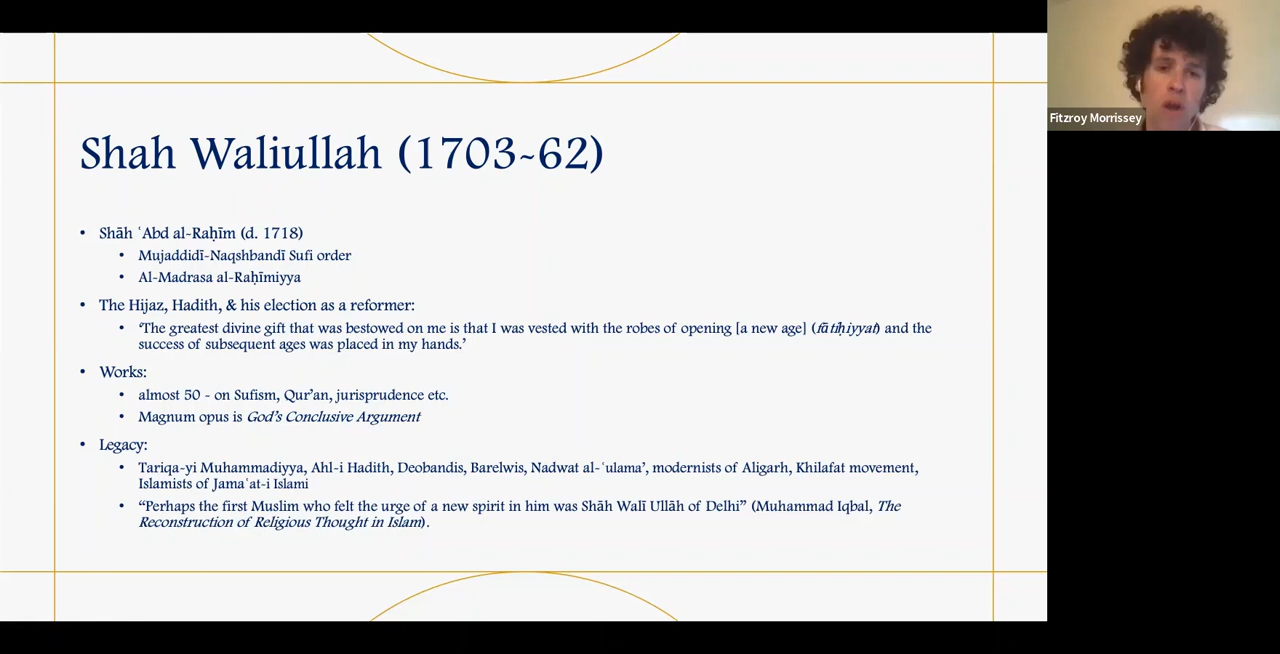 Shah Waliullah (1703-62)
• Shāh ʿAbd al-Raḥīm (d. 1718)
• Mujaddidī-Naqshbandī Sufi order
• Al-Madrasa al-Raḥīmiyya
• The Hijaz, Hadith, & his election as a reformer:
• ‘The greatest divine gift that was bestowed on me is that I was vested with the robes of opening [a new age] (fātiḥiyyat) and the
success of subsequent ages was placed in my hands.’
• Works:
• almost 50 - on Sufism, Qur’an, jurisprudence etc.
• Magnum opus is God’s Conclusive Argument
• Legacy:
• Tariqa-yi Muhammadiyya, Ahl-i Hadith, Deobandis, Barelwis, Nadwat al-ʿulama’, modernists of Aligarh, Khilafat movement,
Islamists of Jamaʿat-i Islami
• “Perhaps the first Muslim who felt the urge of a new spirit in him was Shāh Walī Ullāh of Delhi” (Muhammad Iqbal, The
Reconstruction of Religious Thought in Islam).
Fitzroy Morrissey